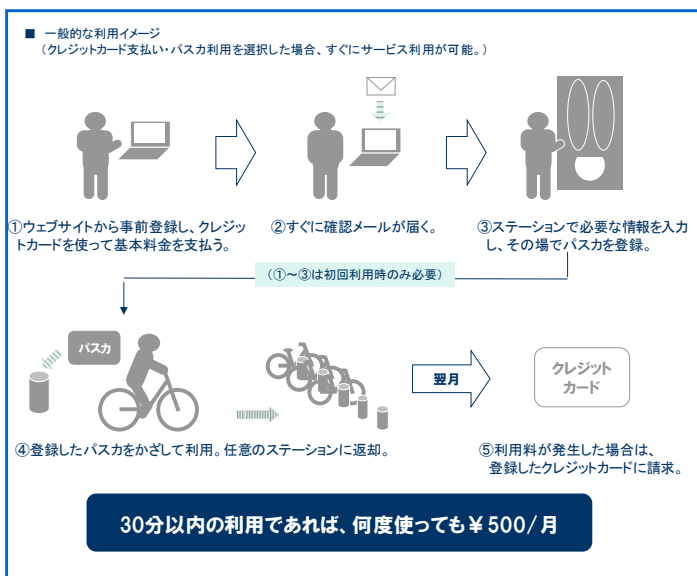 ■ 一般的な利用イメージ
（クレジットカード支払い・パスカ利用を選択した場合、すぐにサービス利用が可能。）
①ウェブサイトから事前登録し、クレジッ
トカードを使って基本料金を支払う。
②すぐに確認メールが届く。
③ステーションで必要な情報を入力
し、その場でパスカを登録。
（①～③は初回利用時のみ必要）
パスカ
翌月
クレジット
カード
④登録したパスカをかざして利用。任意のステーションに返却。
⑤利用料が発生した場合は、
登録したクレジットカードに請求。
30分以内の利用であれば、何度使っても￥500/月